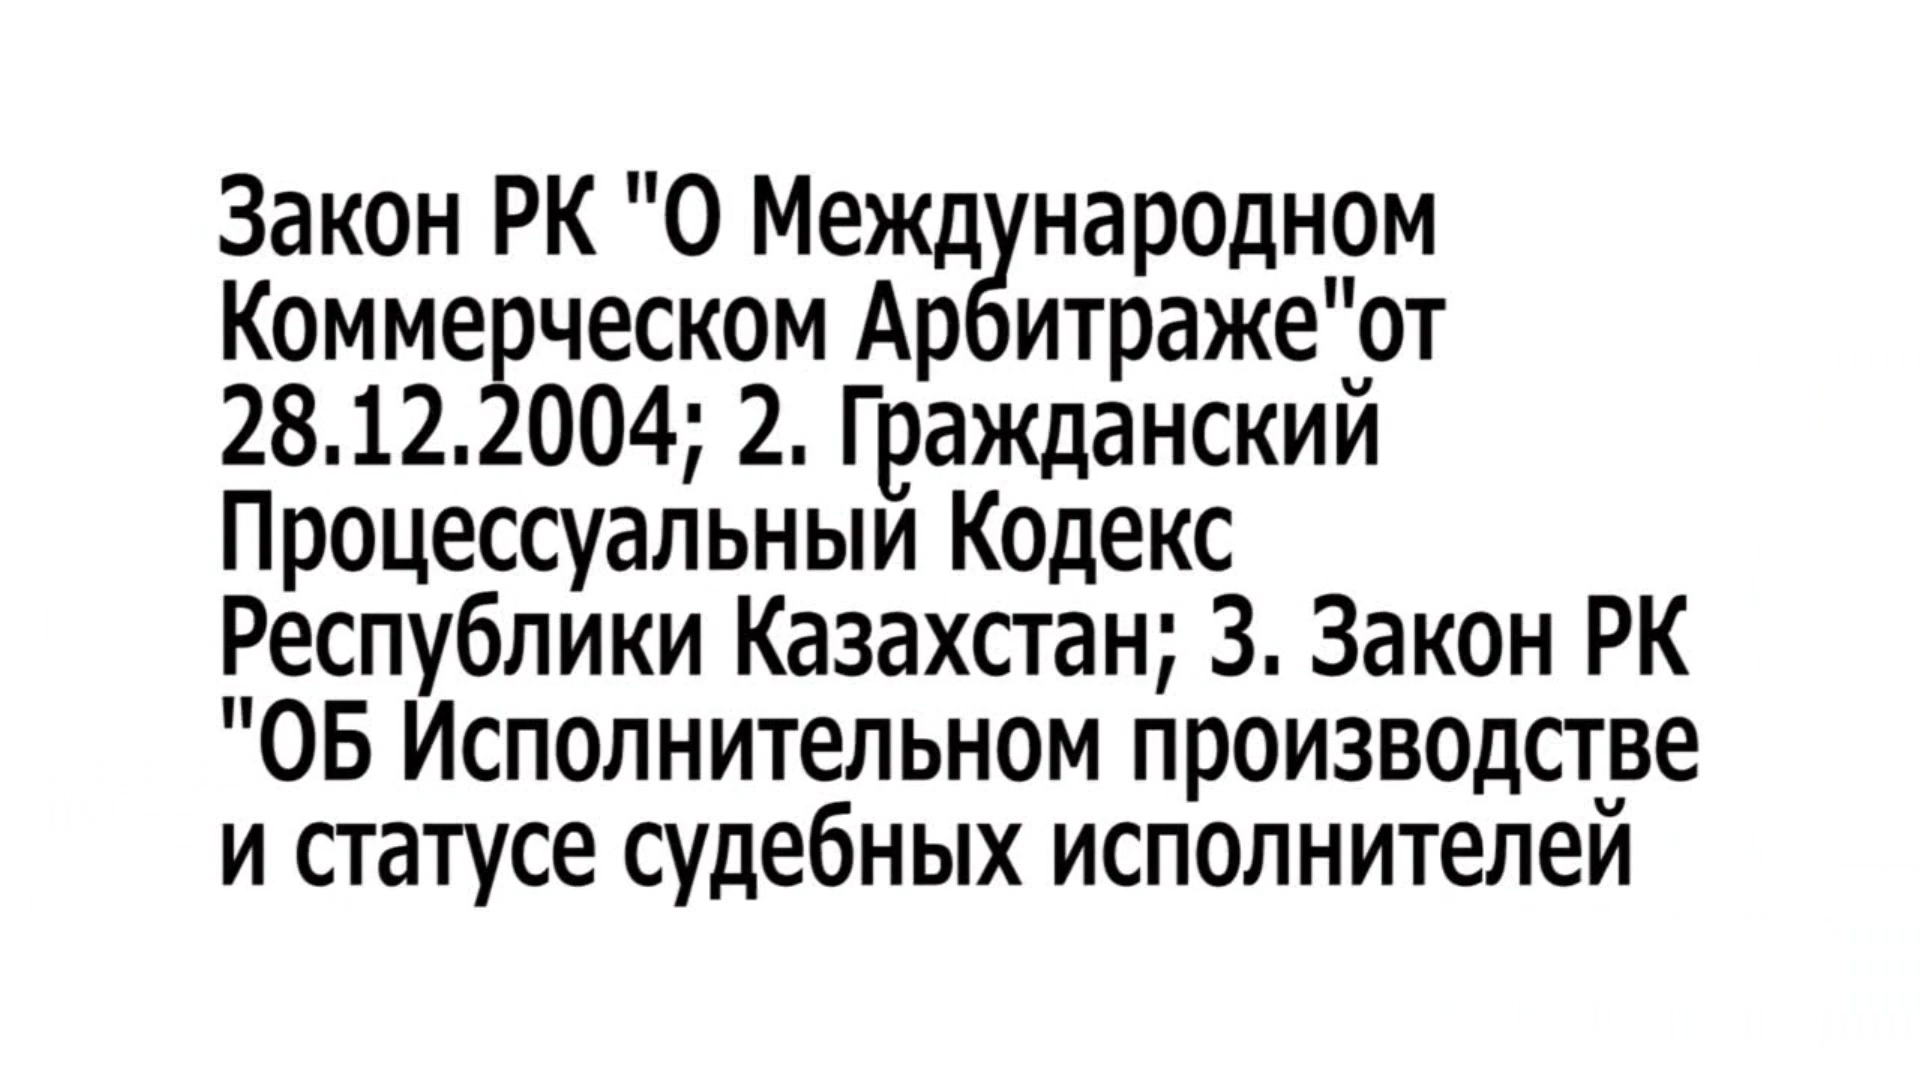 Закон РК "О Международном
Коммерческом Арбитраже"от
28.12.2004; 2. Гражданский
Процессуальный Кодекс
Республики Казахстан; 3. Закон РК
"ОБ Исполнительном производстве
и статусе судебных исполнителей